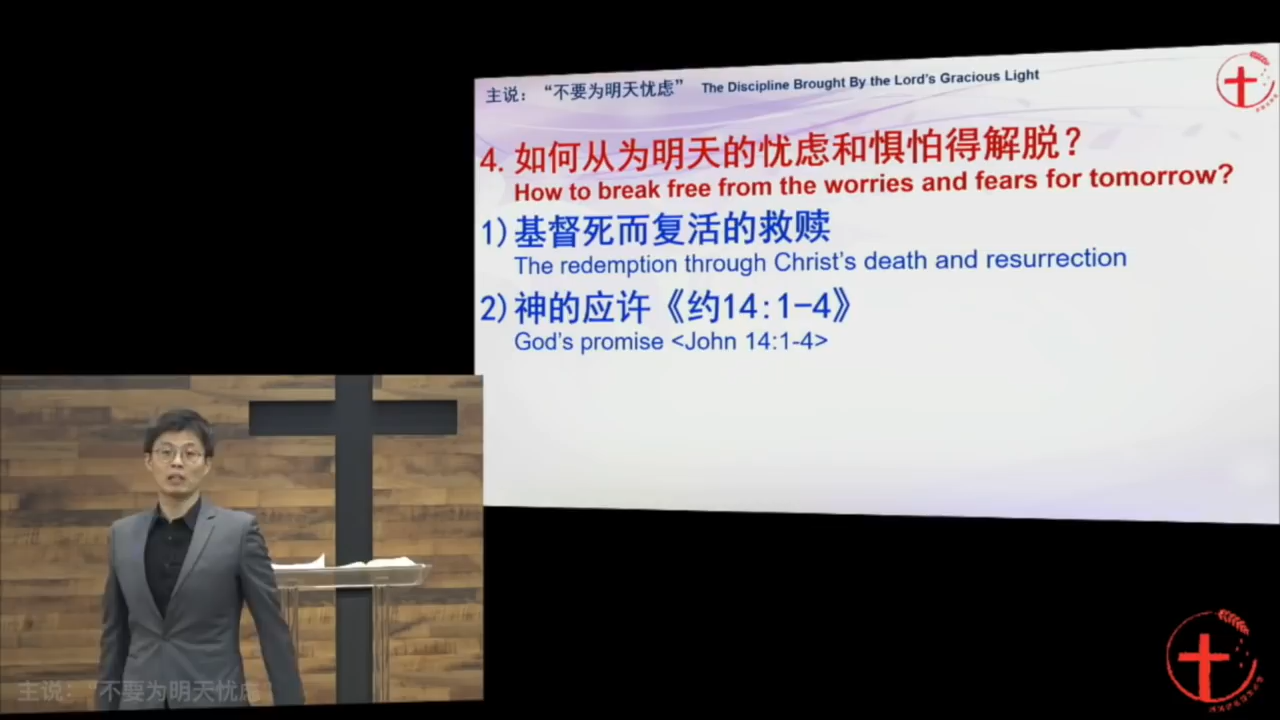 主说：“不要为明天忧虑” The Discipline Brought By the Lord's Gracious Light
4. 如何从为明天的忧虑和惧怕得解脱？
How to break free from the worries and fears for tomorrow?
1) 基督死而复活的救赎
The redemption through Christ's death and resurrection
2) 神的应许《约14:1-4》
God's promise <John 14:1-4>
主说：“不要为明天忧虑